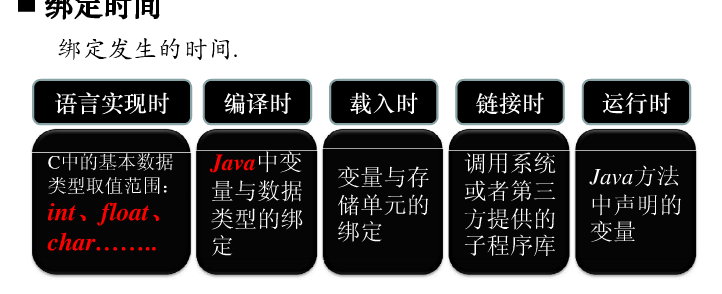 ■ 绑定时间
绑定发生的时间.
语言实现时
编译时
载入时
链接时
运行时
C中的基本数据
类型取值范围：
int、float、
char……..
Java中变
量与数据
类型的绑
定
变量与存
储单元的
绑定
调用系统
或者第三
方提供的
子程序库
Java方法
中声明的
变量